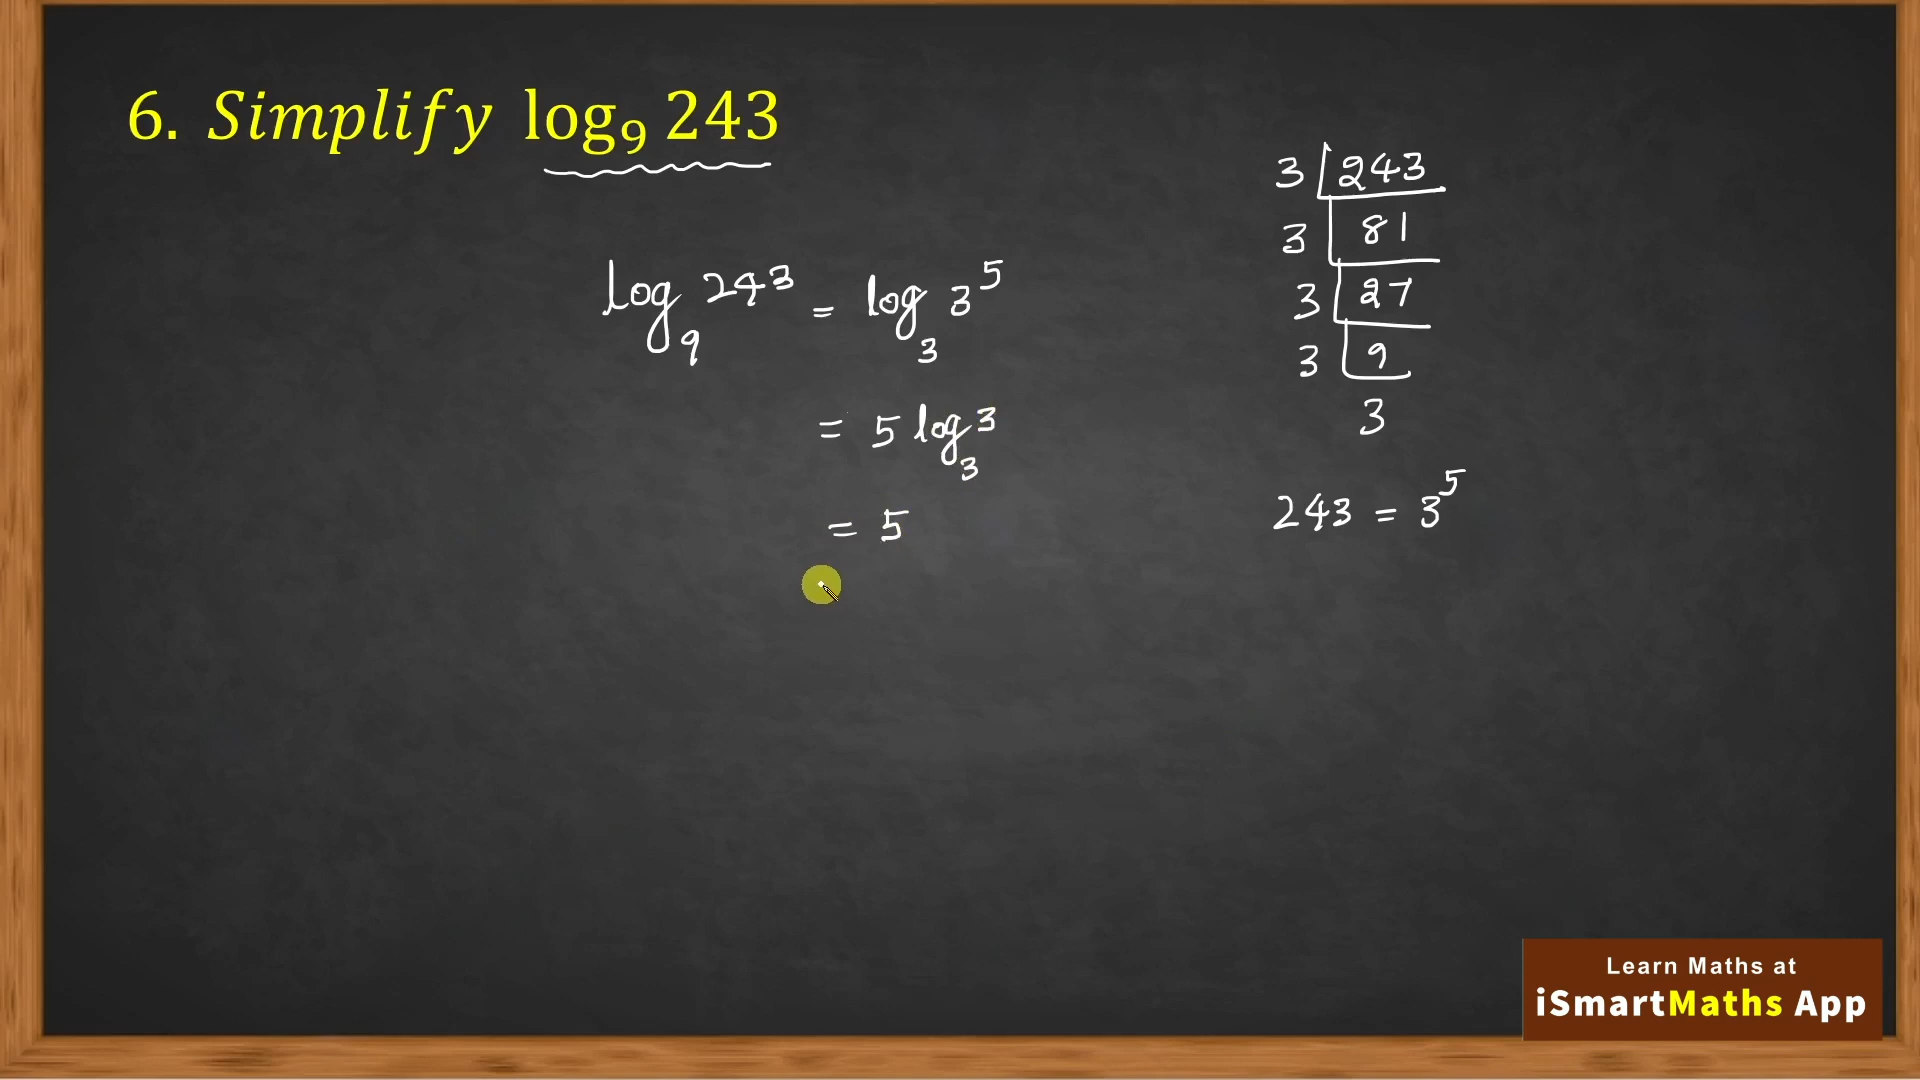 6. Simplify log₉ 243
log₉ 243 = log₃ 3⁵
= 5 log₃ 3
= 5
3 | 243
3 | 81
3 | 27
3 | 9
3
243 = 3⁵
Learn Maths at
iSmartMaths App